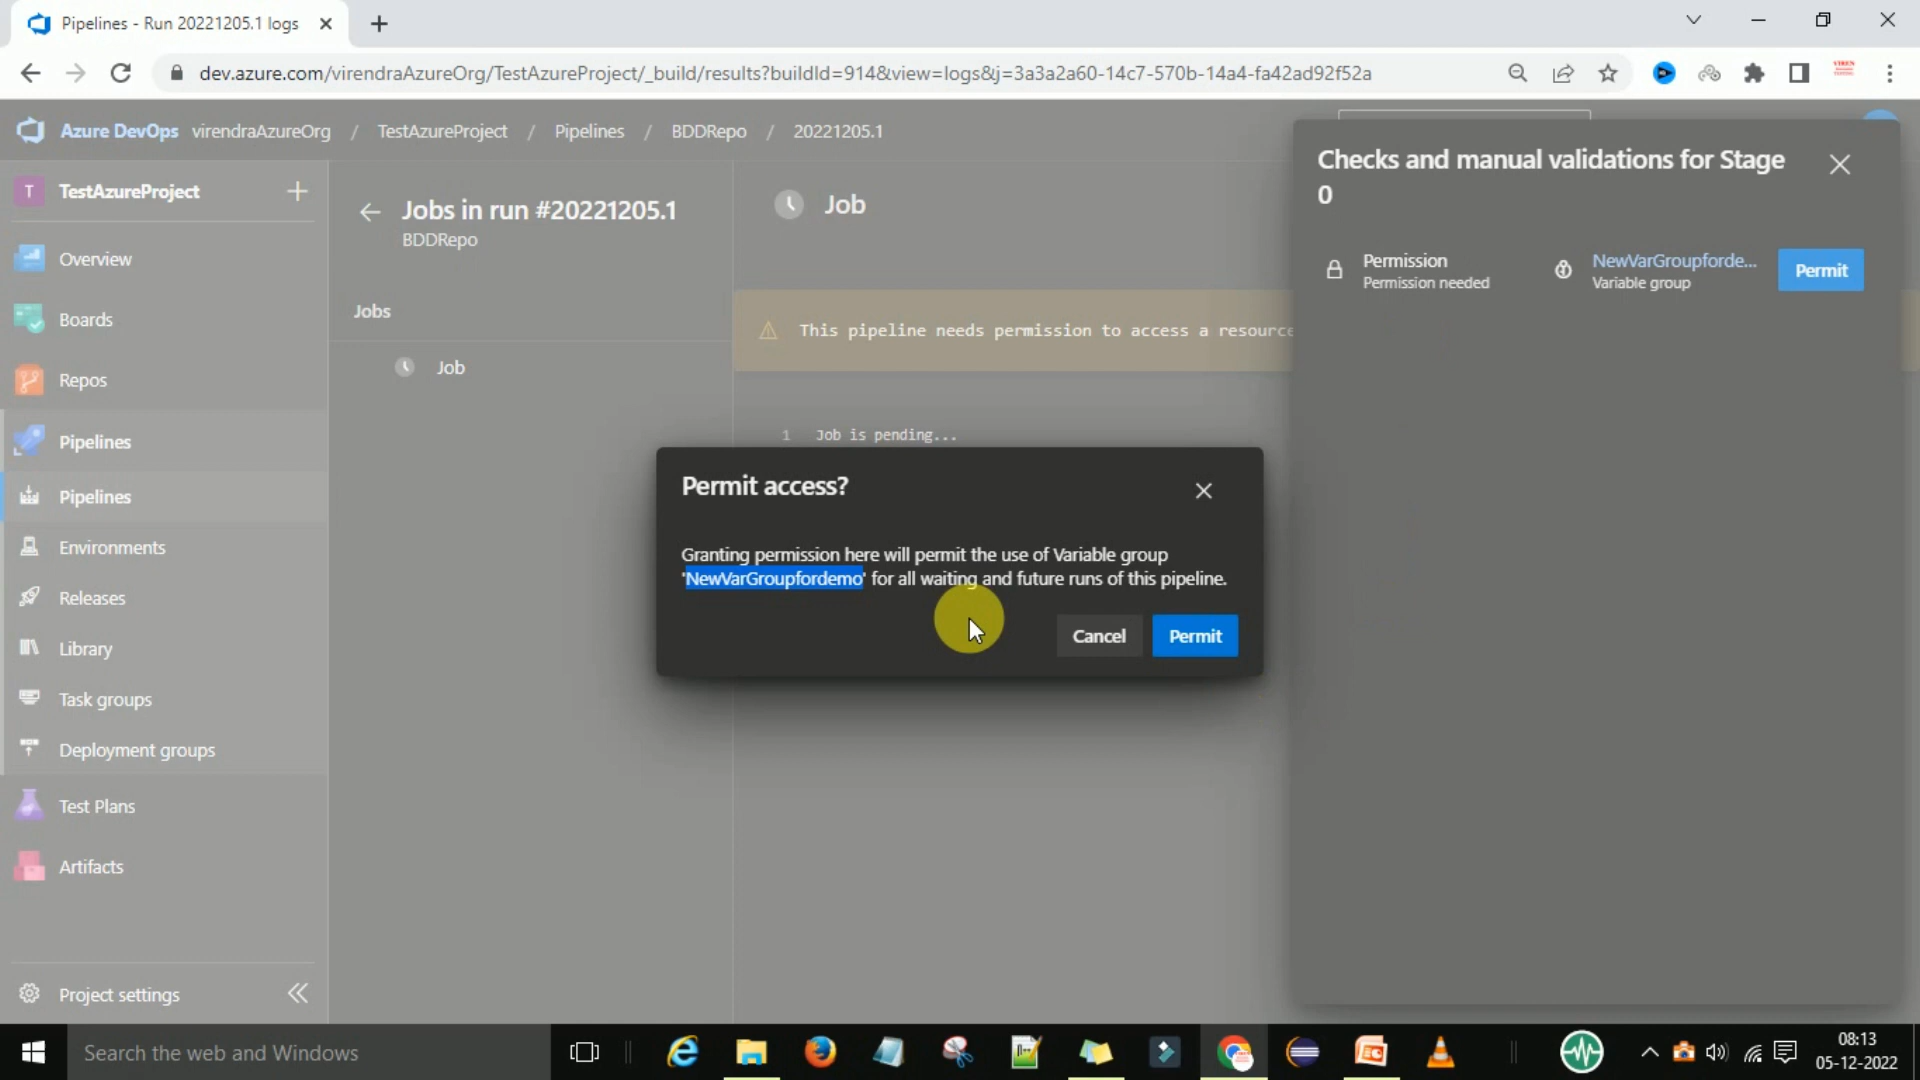 Pipelines - Run 20221205.1 logs
dev.azure.com/virendraAzureOrg/TestAzureProject/_build/results?buildId=914&view=logs&j=3a3a2a60-14c7-570b-14a4-fa42ad92f52a
Azure DevOps virendraAzureOrg / TestAzureProject / Pipelines / BDDRepo / 20221205.1
T TestAzureProject
Overview
Boards
Repos
Pipelines
Pipelines
Environments
Releases
Library
Task groups
Deployment groups
Test Plans
Artifacts
Project settings
Jobs in run #20221205.1
BDDRepo
Jobs
Job
Job
This pipeline needs permission to access a resource
1 Job is pending...
Checks and manual validations for Stage
0
Permission
Permission needed
NewVarGroupforde...
Variable group
Permit
Permit access?
Granting permission here will permit the use of Variable group
'NewVarGroupfordemo' for all waiting and future runs of this pipeline.
Cancel
Permit
Search the web and Windows
08:13
05-12-2022